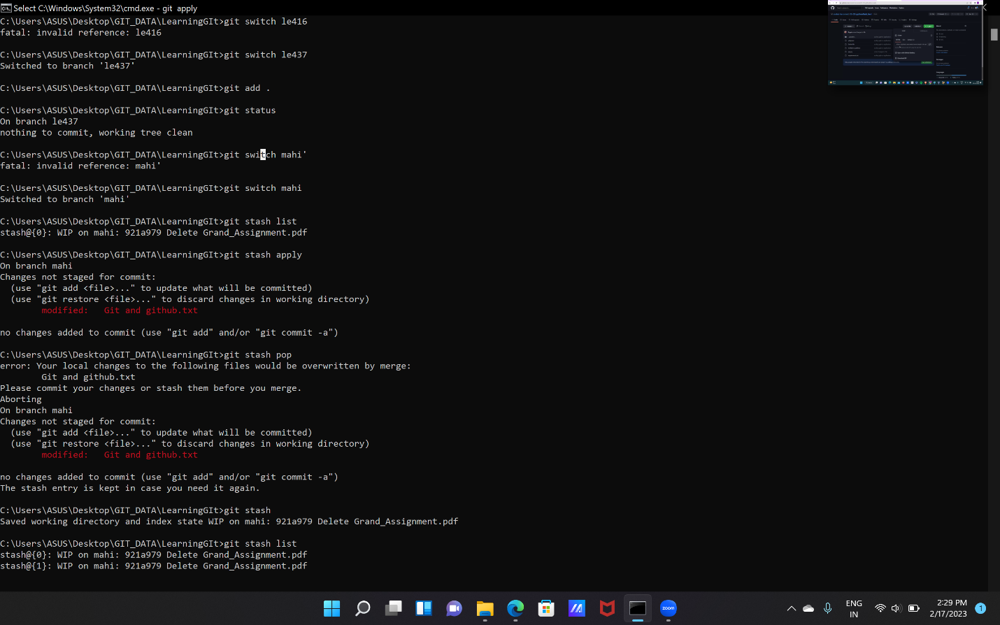 Select C:\Windows\System32\cmd.exe - git  apply
C:\Users\ASUS\Desktop\GIT_DATA\LearningGIt>git switch le416
fatal: invalid reference: le416
C:\Users\ASUS\Desktop\GIT_DATA\LearningGIt>git switch le437
Switched to branch 'le437'
C:\Users\ASUS\Desktop\GIT_DATA\LearningGIt>git add .
C:\Users\ASUS\Desktop\GIT_DATA\LearningGIt>git status
On branch le437
nothing to commit, working tree clean
C:\Users\ASUS\Desktop\GIT_DATA\LearningGIt>git switch mahi'
fatal: invalid reference: mahi'
C:\Users\ASUS\Desktop\GIT_DATA\LearningGIt>git switch mahi
Switched to branch 'mahi'
C:\Users\ASUS\Desktop\GIT_DATA\LearningGIt>git stash list
stash@{0}: WIP on mahi: 921a979 Delete Grand_Assignment.pdf
C:\Users\ASUS\Desktop\GIT_DATA\LearningGIt>git stash apply
On branch mahi
Changes not staged for commit:
  (use "git add <file>..." to update what will be committed)
  (use "git restore <file>..." to discard changes in working directory)
        modified:   Git and github.txt
no changes added to commit (use "git add" and/or "git commit -a")
C:\Users\ASUS\Desktop\GIT_DATA\LearningGIt>git stash pop
error: Your local changes to the following files would be overwritten by merge:
        Git and github.txt
Please commit your changes or stash them before you merge.
Aborting
On branch mahi
Changes not staged for commit:
  (use "git add <file>..." to update what will be committed)
  (use "git restore <file>..." to discard changes in working directory)
        modified:   Git and github.txt
no changes added to commit (use "git add" and/or "git commit -a")
The stash entry is kept in case you need it again.
C:\Users\ASUS\Desktop\GIT_DATA\LearningGIt>git stash
Saved working directory and index state WIP on mahi: 921a979 Delete Grand_Assignment.pdf
C:\Users\ASUS\Desktop\GIT_DATA\LearningGIt>git stash list
stash@{0}: WIP on mahi: 921a979 Delete Grand_Assignment.pdf
stash@{1}: WIP on mahi: 921a979 Delete Grand_Assignment.pdf
zoom
ENG
IN
2:29 PM
2/17/2023
1